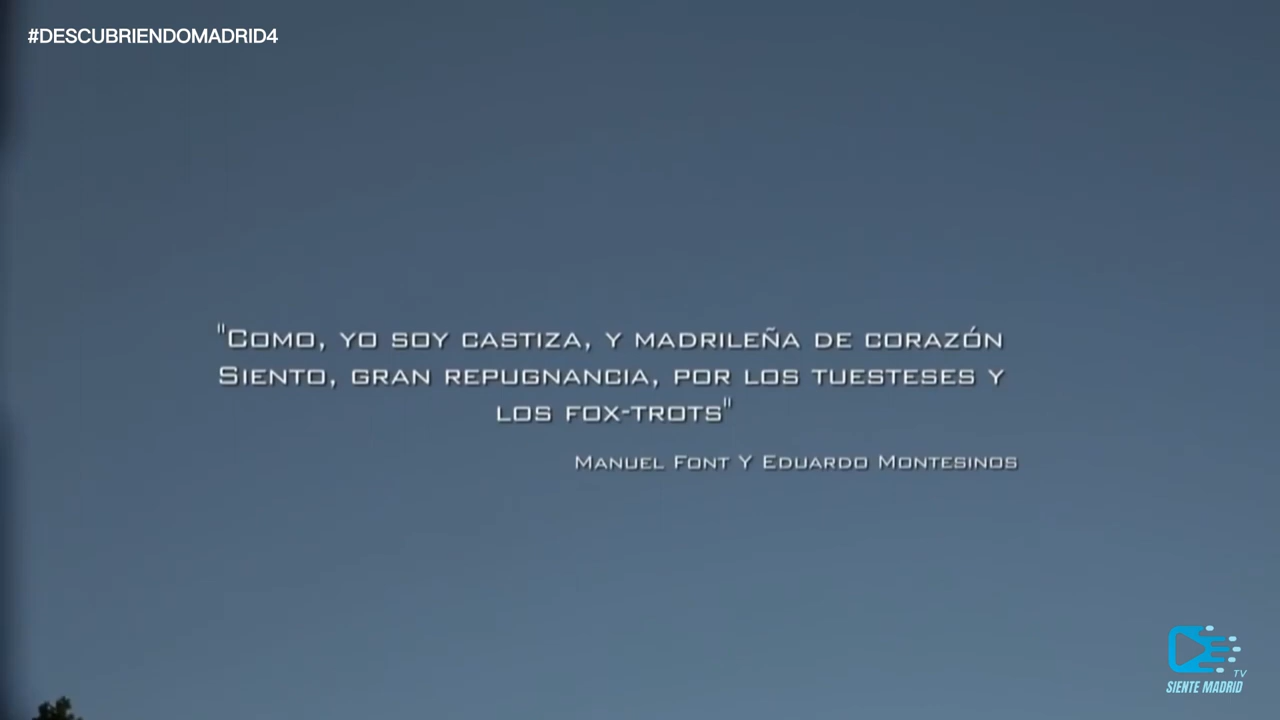 #DESCUBRIENDOMADRID4
"Como, yo soy castiza, y madrileña de corazón
Siento, gran repugnancia, por los tuesteses y
los fox-trots"
Manuel Font Y Eduardo Montesinos
TV
SIENTE MADRID